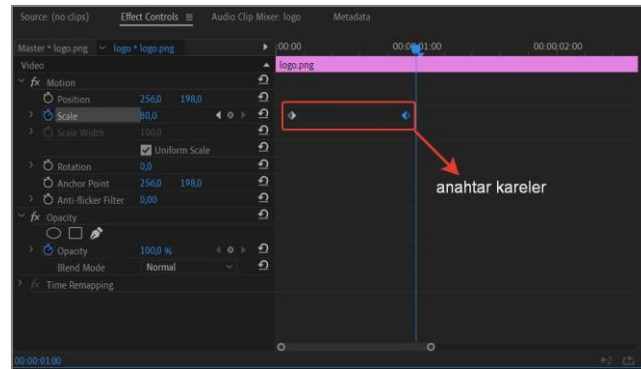 Source: (no clips) Effect Controls Audio Clip Mixer: logo Metadata
Master * logo.png logo * logo.png :00:00 00:00:01:00 00:00:02:00
Video logo.png
fx Motion
Position 256,0 198,0
Scale 80,0
Scale Width 100,0
Uniform Scale
Rotation 0,0
Anchor Point 256,0 198,0
Anti-flicker Filter 0,00
anahtar kareler
fx Opacity
Opacity 100,0 %
Blend Mode Normal
fx Time Remapping
00:00:01:00